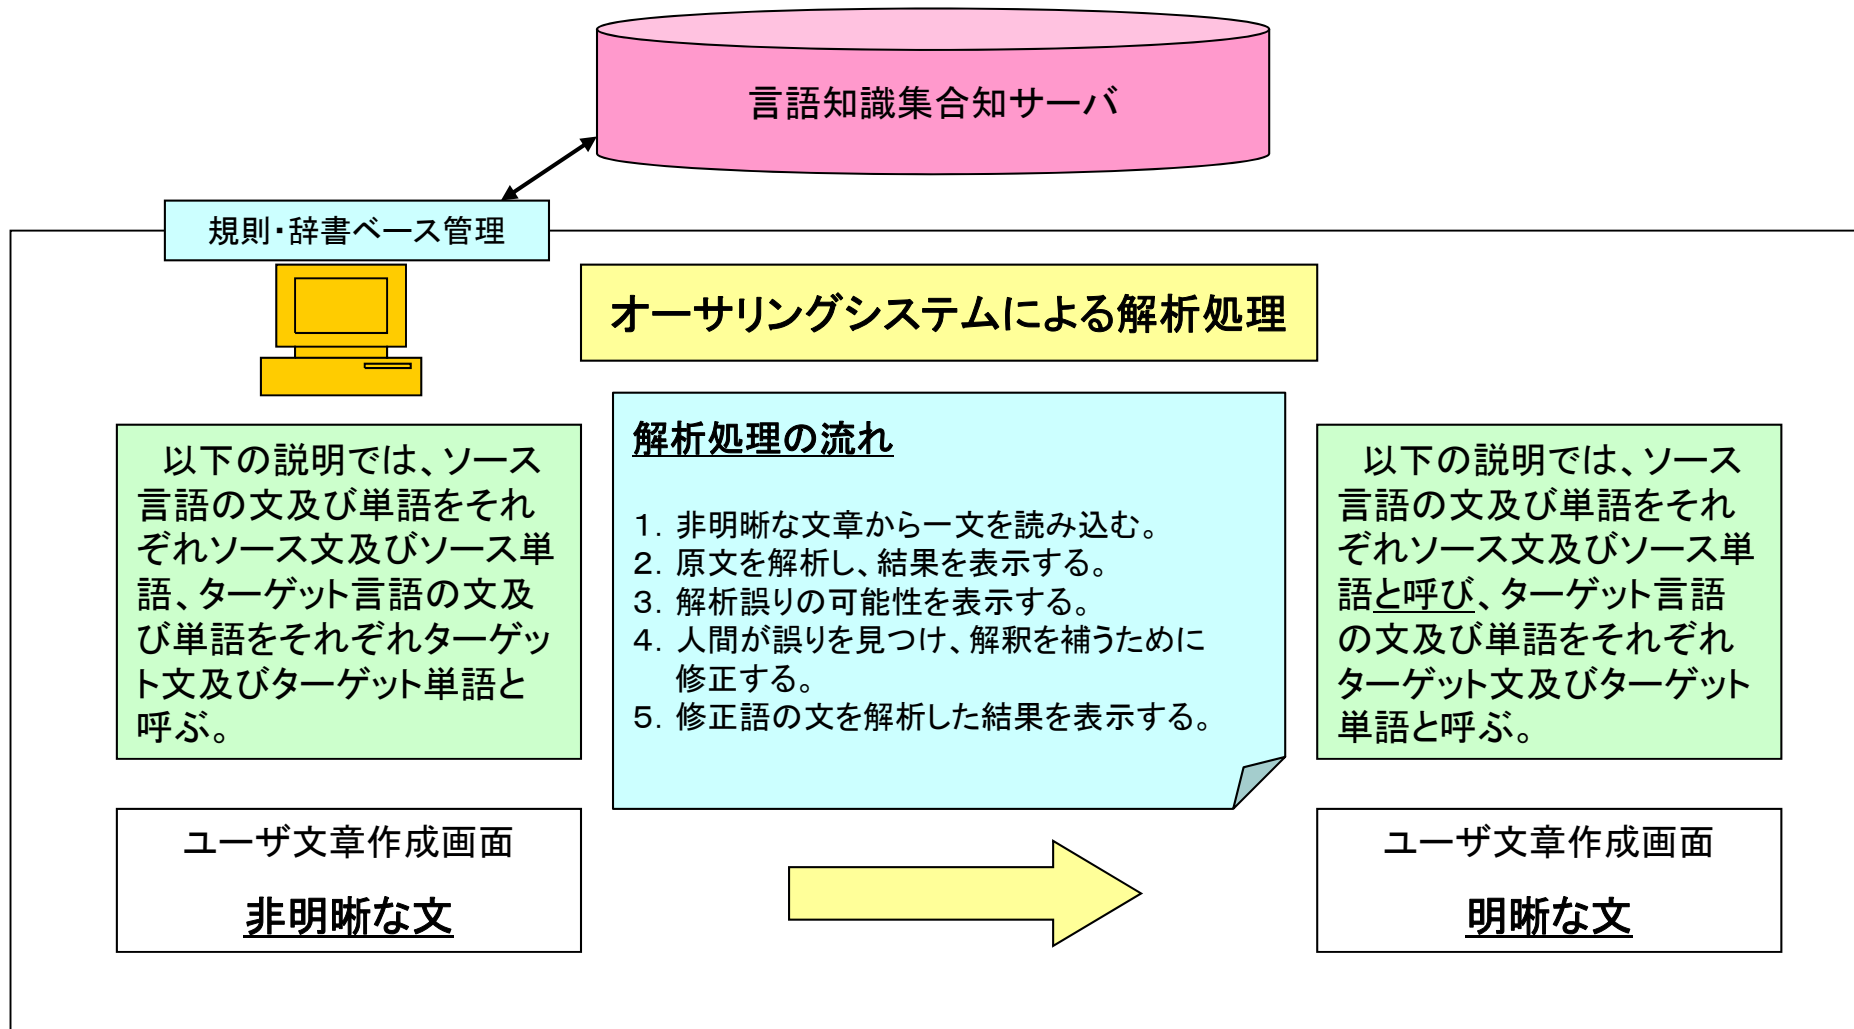 言語知識集合知サーバ
規則・辞書ベース管理
オーサリングシステムによる解析処理
以下の説明では、ソース
言語の文及び単語をそれ
ぞれソース文及びソース単
語、ターゲット言語の文及
び単語をそれぞれターゲッ
ト文及びターゲット単語と
呼ぶ。
解析処理の流れ
1. 非明晰な文章から一文を読み込む。
2. 原文を解析し、結果を表示する。
3. 解析誤りの可能性を表示する。
4. 人間が誤りを見つけ、解釈を補うために
修正する。
5. 修正語の文を解析した結果を表示する。
以下の説明では、ソース
言語の文及び単語をそれ
ぞれソース文及びソース単
語と呼び、ターゲット言語
の文及び単語をそれぞれ
ターゲット文及びターゲット
単語と呼ぶ。
ユーザ文章作成画面
非明晰な文
ユーザ文章作成画面
明晰な文